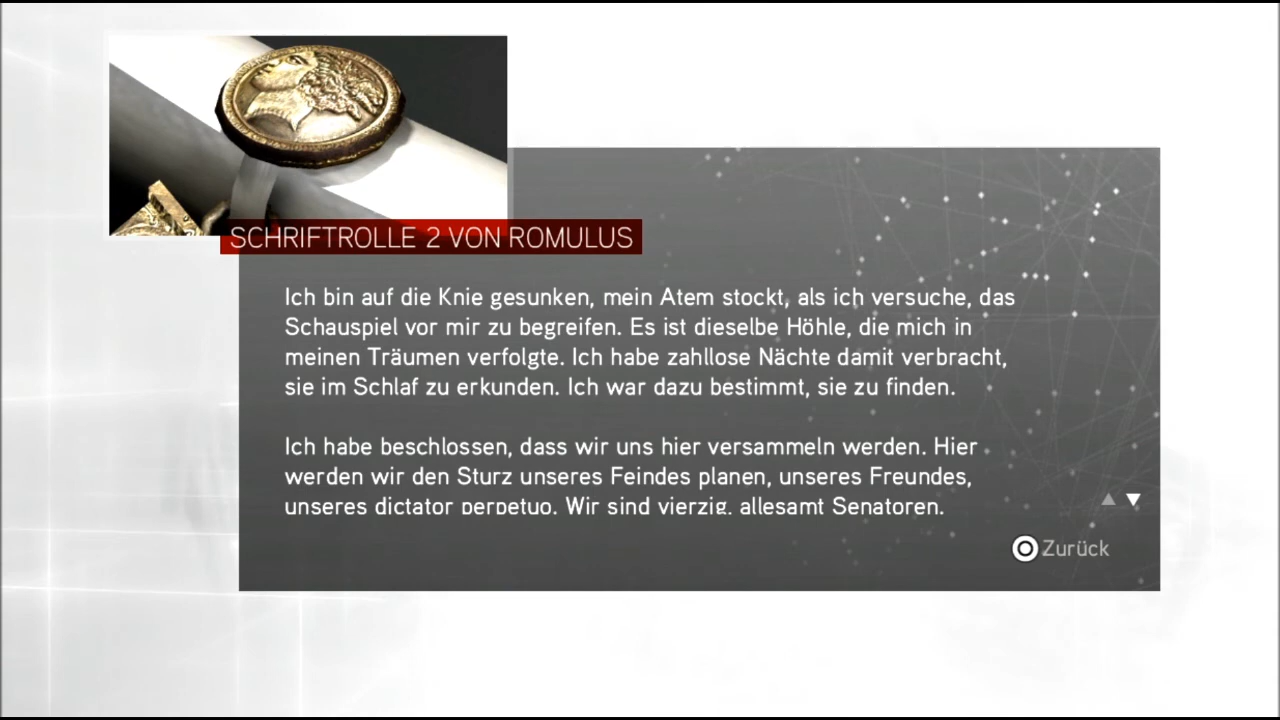 SCHRIFTROLLE 2 VON ROMULUS
Ich bin auf die Knie gesunken, mein Atem stockt, als ich versuche, das
Schauspiel vor mir zu begreifen. Es ist dieselbe Höhle, die mich in
meinen Träumen verfolgte. Ich habe zahllose Nächte damit verbracht,
sie im Schlaf zu erkunden. Ich war dazu bestimmt, sie zu finden.
Ich habe beschlossen, dass wir uns hier versammeln werden. Hier
werden wir den Sturz unseres Feindes planen, unseres Freundes,
unseres dictator perpetuo. Wir sind vierzig, allesamt Senatoren.
Zurück